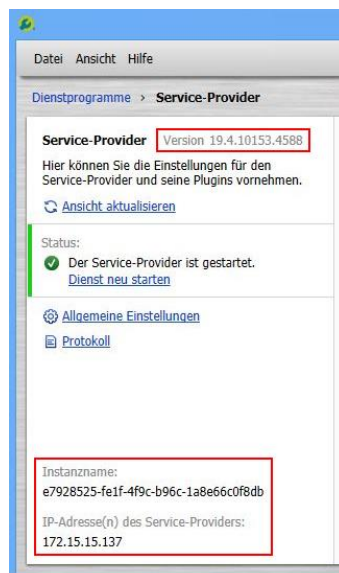 Datei Ansicht Hilfe
Dienstprogramme › Service-Provider
Service-Provider Version 19.4.10153.4588
Hier können Sie die Einstellungen für den
Service-Provider und seine Plugins vornehmen.
Ansicht aktualisieren
Status:
Der Service-Provider ist gestartet.
Dienst neu starten
Allgemeine Einstellungen
Protokoll
Instanzname:
e7928525-fe1f-4f9c-b96c-1a8e66c0f8db
IP-Adresse(n) des Service-Providers:
172.15.15.137